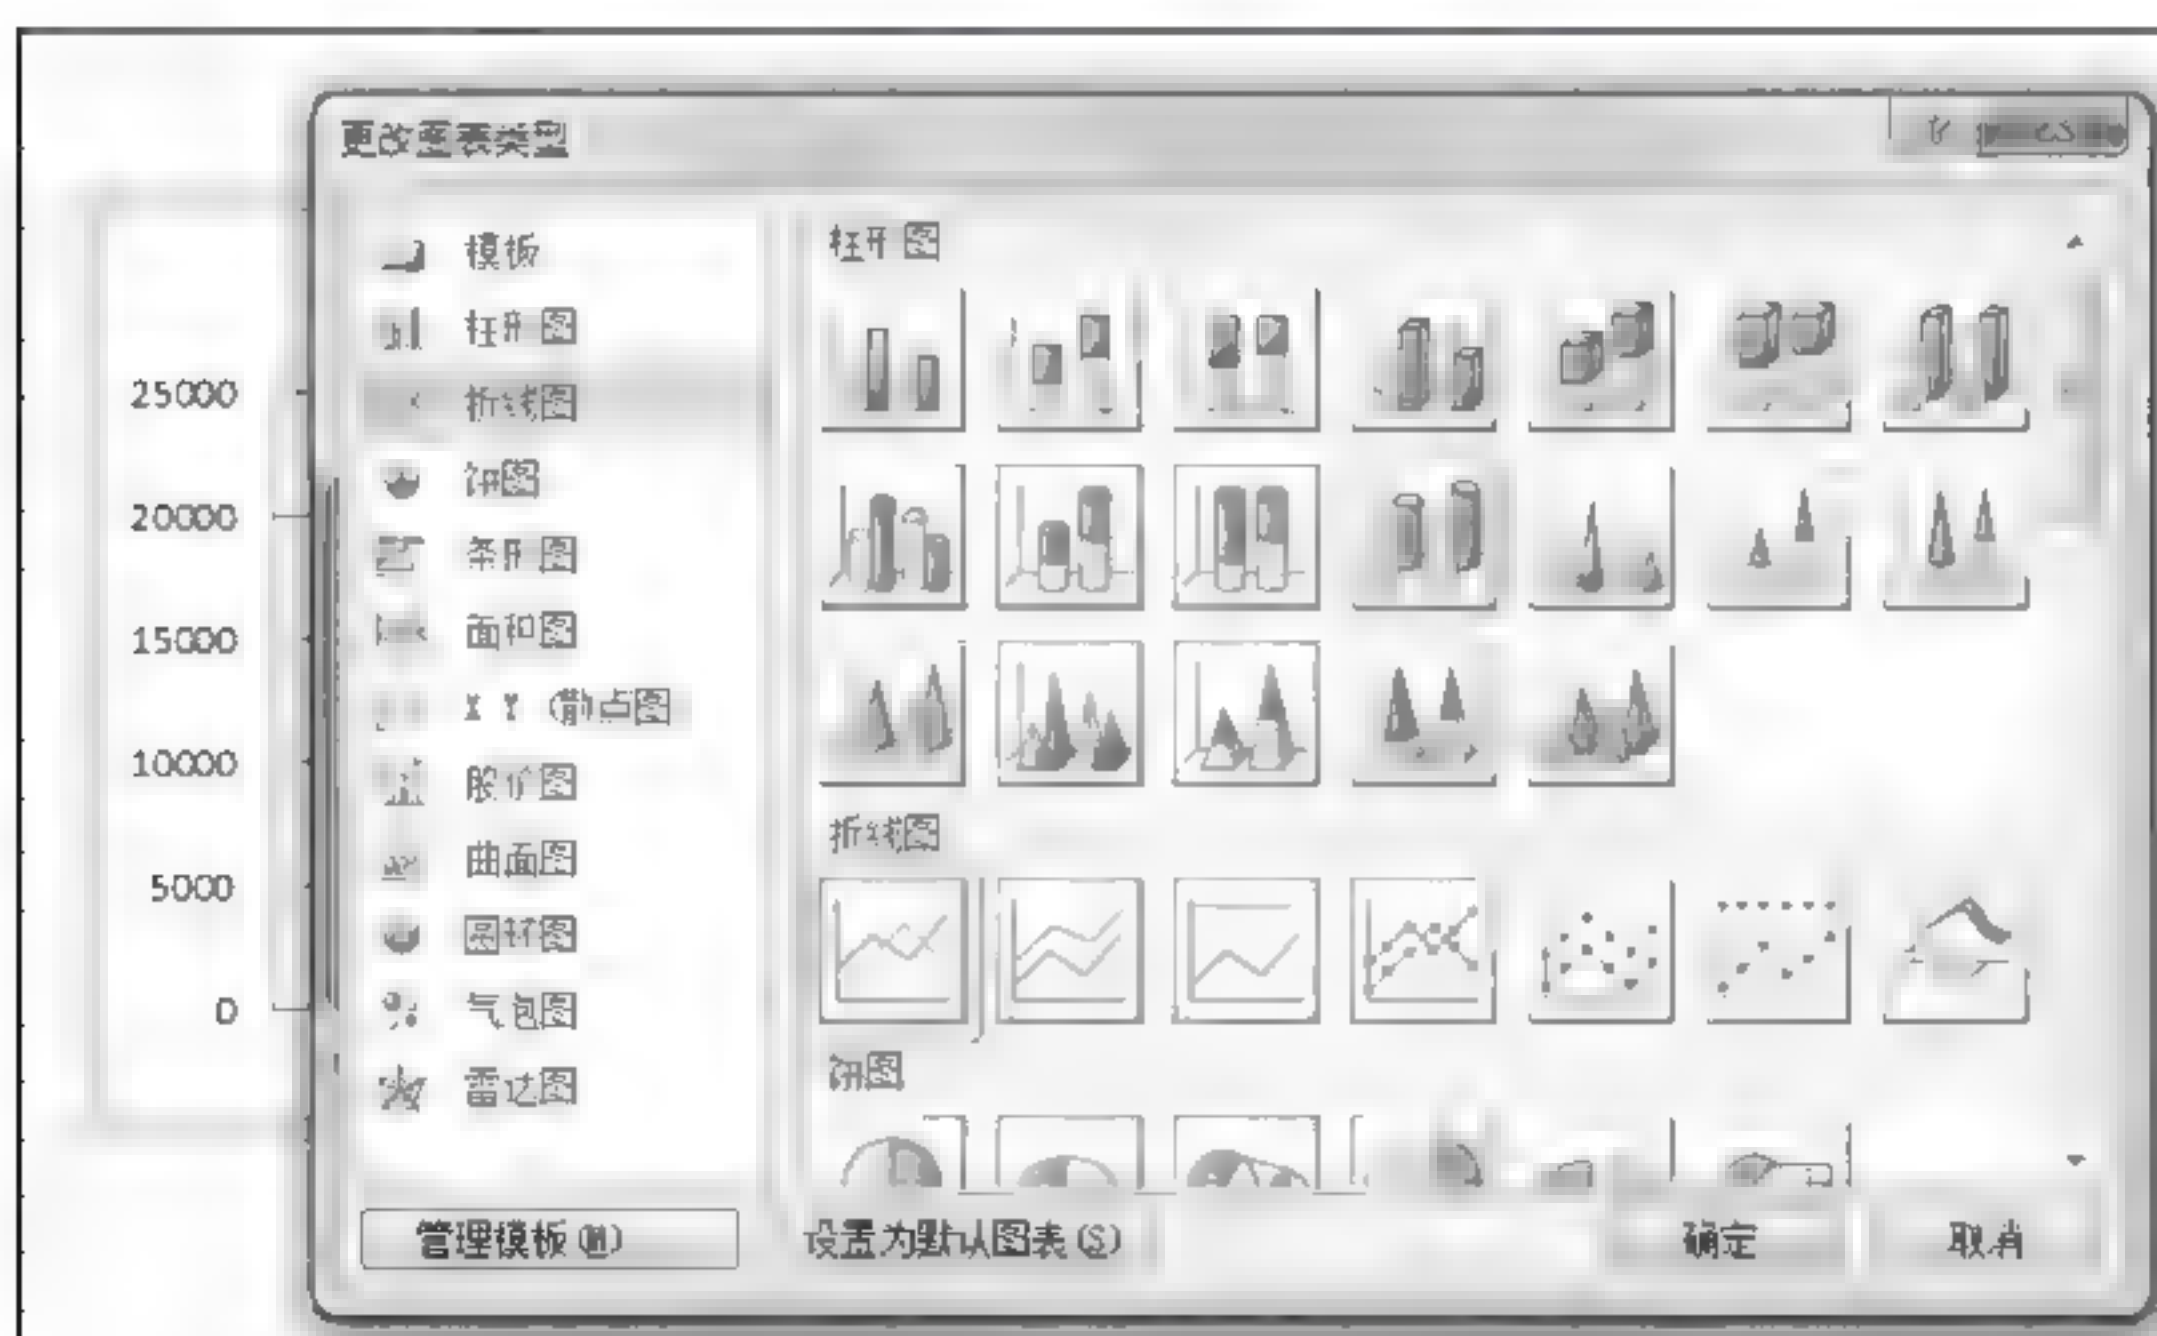 更改图表类型
模板
柱形图
折线图
饼图
条形图
面积图
X Y (散点图
股价图
曲面图
圆环图
气泡图
雷达图
管理模板(M)
柱形图
折线图
饼图
设置为默认图表(S)
确定
取消
25000
20000
15000
10000
5000
0